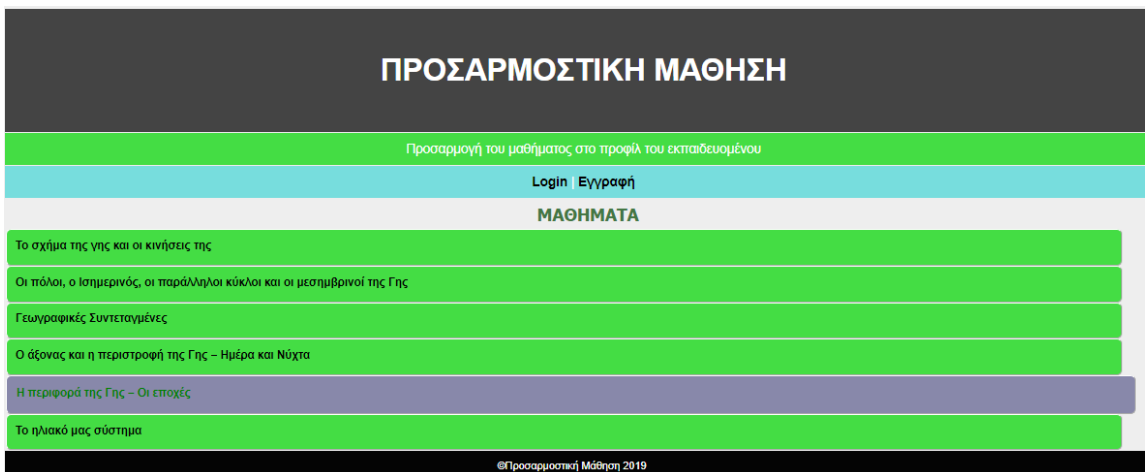 ΠΡΟΣΑΡΜΟΣΤΙΚΗ ΜΑΘΗΣΗ
Προσαρμογή του μαθήματος στο προφίλ του εκπαιδευομένου
Login | Εγγραφή
ΜΑΘΗΜΑΤΑ
Το σχήμα της γης και οι κινήσεις της
Οι πόλοι, ο Ισημερινός, οι παράλληλοι κύκλοι και οι μεσημβρινοί της Γης
Γεωγραφικές Συντεταγμένες
Ο άξονας και η περιστροφή της Γης – Ημέρα και Νύχτα
Η περιφορά της Γης – Οι εποχές
Το ηλιακό μας σύστημα
©Προσαρμοστική Μάθηση 2019